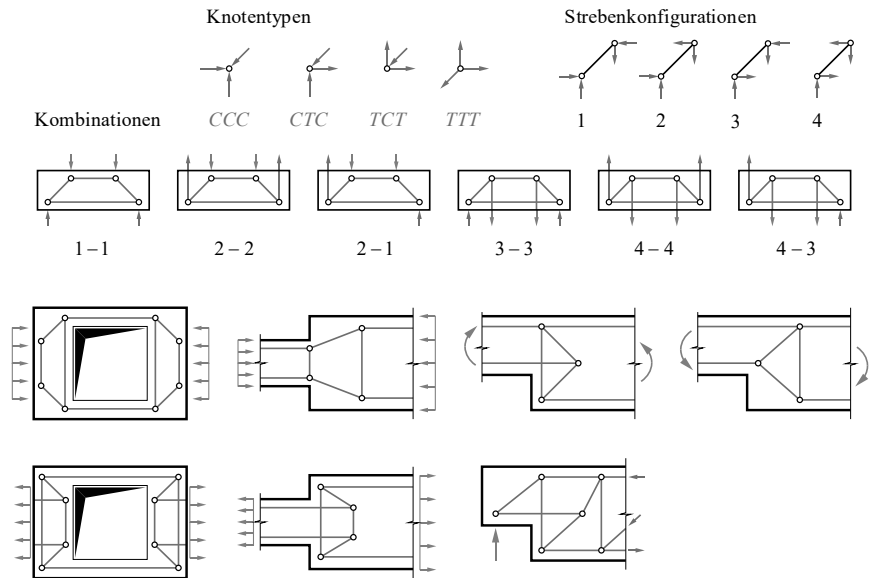 Knotentypen
Strebenkonfigurationen
Kombinationen
CCC CTC TCT TTT
1 2 3 4
1 – 1 2 – 2 2 – 1 3 – 3 4 – 4 4 – 3